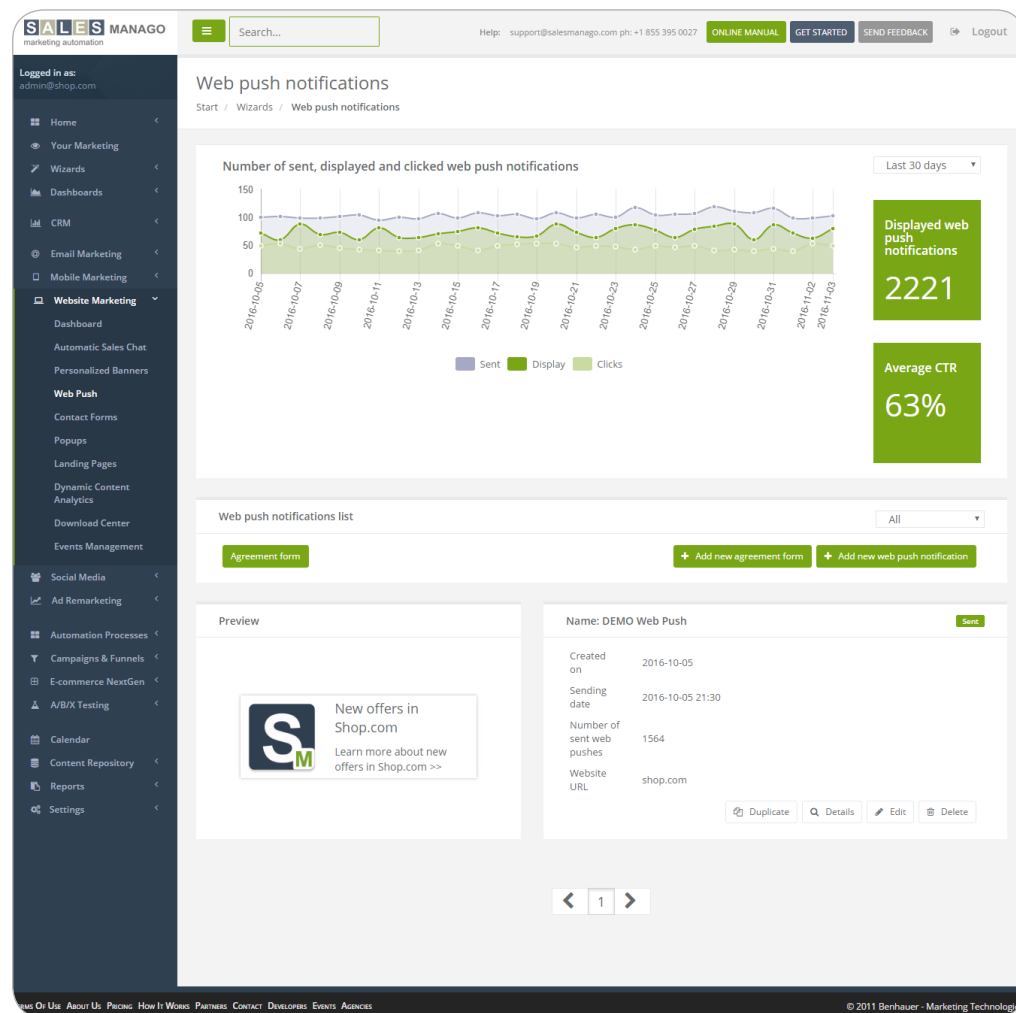 SALES MANAGO
marketing automation
Search...
Help: support@salesmanago.com ph: +1 855 395 0027
ONLINE MANUAL
GET STARTED
SEND FEEDBACK
Logout
Logged in as:
admin@shop.com
Home
Your Marketing
Wizards
Dashboards
CRM
Email Marketing
Mobile Marketing
Website Marketing
Dashboard
Automatic Sales Chat
Personalized Banners
Web Push
Contact Forms
Popups
Landing Pages
Dynamic Content
Analytics
Download Center
Events Management
Social Media
Ad Remarketing
Automation Processes
Campaigns & Funnels
E-commerce NextGen
A/B/X Testing
Calendar
Content Repository
Reports
Settings
Web push notifications
Start / Wizards / Web push notifications
Number of sent, displayed and clicked web push notifications
Last 30 days
150
100
50
0
2016-10-05
2016-10-07
2016-10-09
2016-10-11
2016-10-13
2016-10-15
2016-10-17
2016-10-19
2016-10-21
2016-10-23
2016-10-25
2016-10-27
2016-10-29
2016-10-31
2016-11-02
2016-11-03
Sent Display Clicks
Displayed web
push
notifications
2221
Average CTR
63%
Web push notifications list
All
Agreement form
+ Add new agreement form
+ Add new web push notification
Preview
SM
New offers in
Shop.com
Learn more about new
offers in Shop.com >>
Name: DEMO Web Push
Sent
Created
on
2016-10-05
Sending
date
2016-10-05 21:30
Number of
sent web
pushes
1564
Website
URL
shop.com
Duplicate
Details
Edit
Delete
1
Of Use About Us Pricing How It Works Partners Contact Developers Events Agencies
© 2011 Benhauer - Marketing Technologi